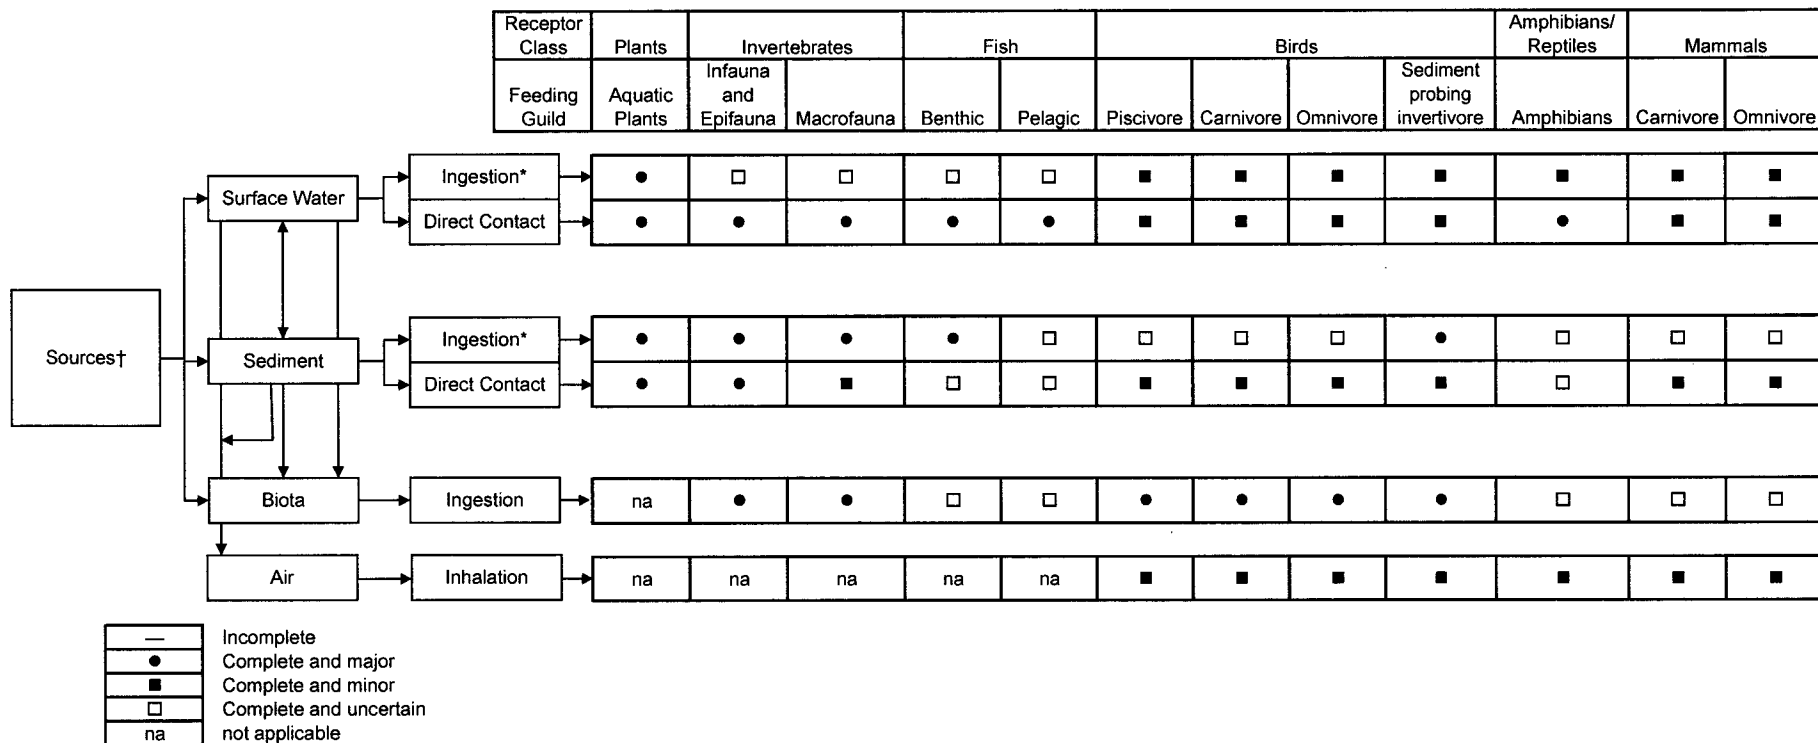 Receptor Class Plants Invertebrates Fish Birds Amphibians/ Reptiles Mammals
Feeding Guild Aquatic Plants Infauna and Epifauna Macrofauna Benthic Pelagic Piscivore Carnivore Omnivore Sediment probing invertivore Amphibians Carnivore Omnivore
Surface Water
Ingestion* ● □ □ □ □ ■ ■ ■ ■ ■ ■ ■
Direct Contact ● ● ● ● ● ■ ■ ■ ■ ● ■ ■
Sources†
Sediment
Ingestion* ● ● ● ● □ □ □ □ ● □ □ □
Direct Contact ● ● ■ □ □ ■ ■ ■ ■ □ ■ ■
Biota Ingestion na ● ● □ □ ● ● ● ● □ □ □
Air Inhalation na na na na na ■ ■ ■ ■ ■ ■ ■
— Incomplete
● Complete and major
■ Complete and minor
□ Complete and uncertain
na not applicable